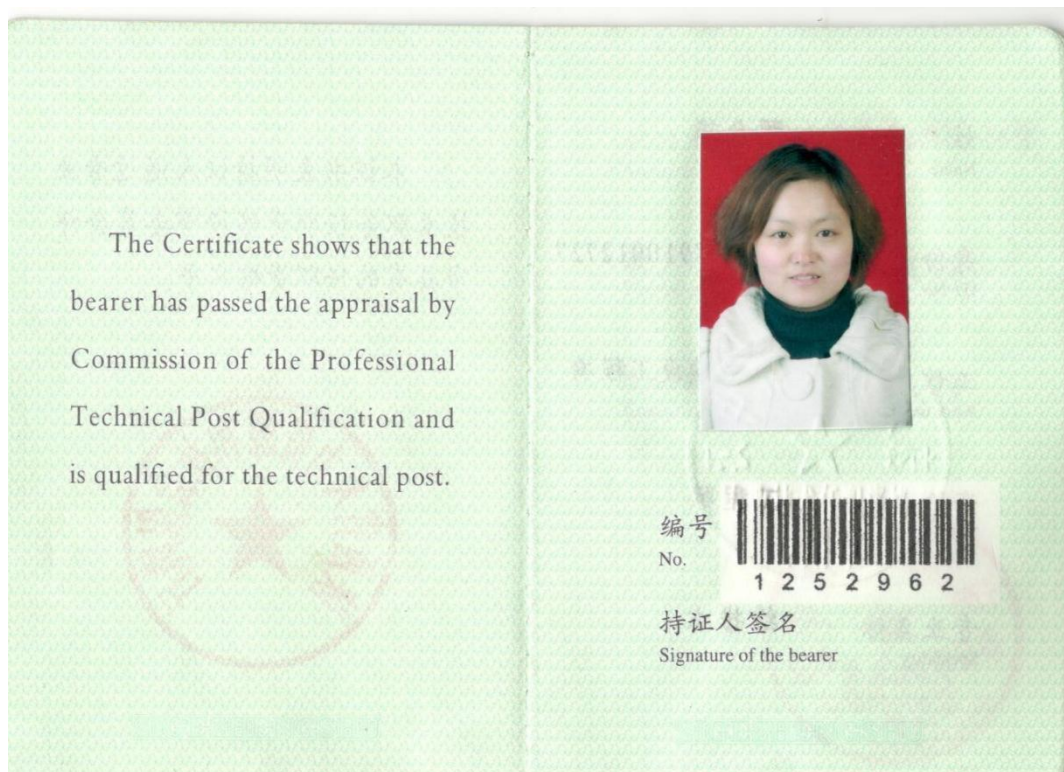 The Certificate shows that the
bearer has passed the appraisal by
Commission of the Professional
Technical Post Qualification and
is qualified for the technical post.
编号
No.
1252962
持证人签名
Signature of the bearer